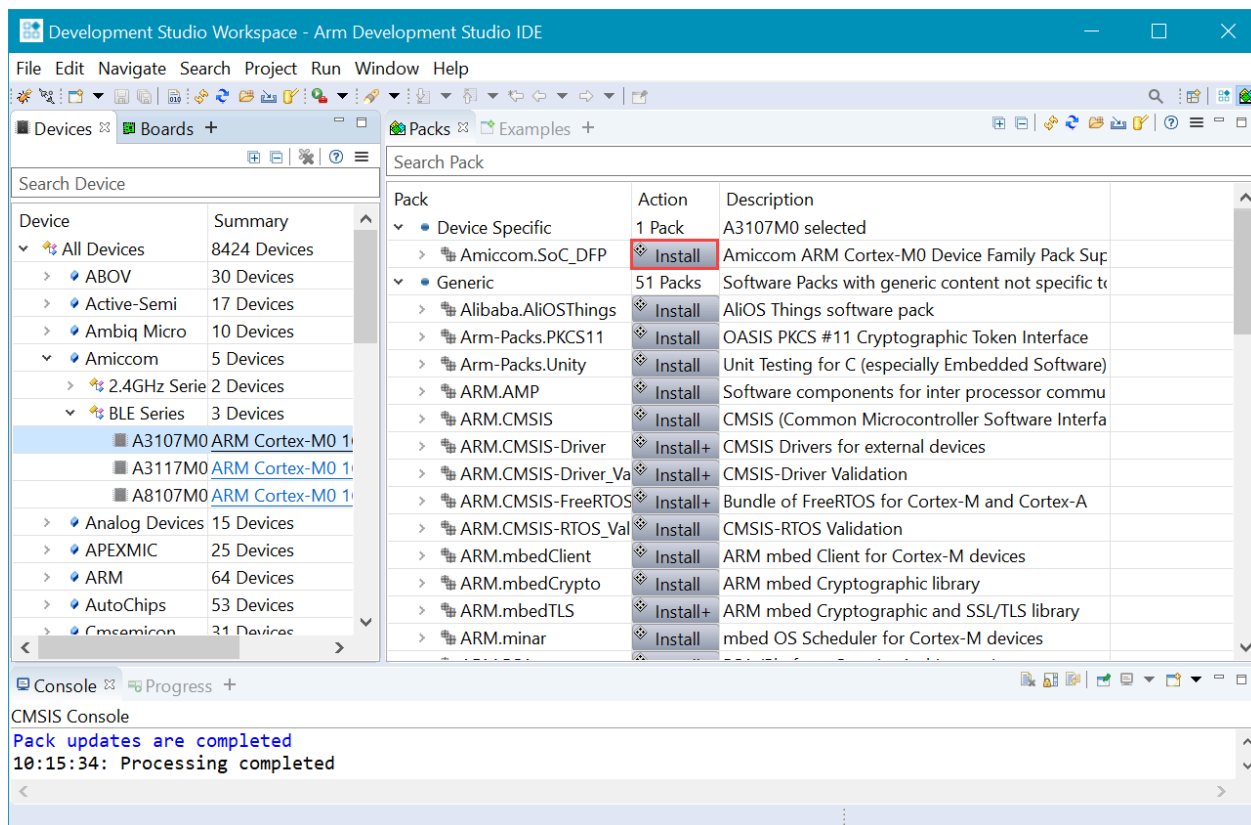 Development Studio Workspace - Arm Development Studio IDE
File Edit Navigate Search Project Run Window Help
Devices Boards
Search Device
Device Summary
All Devices 8424 Devices
ABOV 30 Devices
Active-Semi 17 Devices
Ambiq Micro 10 Devices
Amiccom 5 Devices
2.4GHz Serie 2 Devices
BLE Series 3 Devices
A3107M0 ARM Cortex-M0 1
A3117M0 ARM Cortex-M0 1
A8107M0 ARM Cortex-M0 1
Analog Devices 15 Devices
APEXMIC 25 Devices
ARM 64 Devices
AutoChips 53 Devices
Cmsemicon 31 Devices
Packs Examples
Search Pack
Pack Action Description
Device Specific 1 Pack A3107M0 selected
Amiccom.SoC_DFP Install Amiccom ARM Cortex-M0 Device Family Pack Sup
Generic 51 Packs Software Packs with generic content not specific to
Alibaba.AliOSThings Install AliOS Things software pack
Arm-Packs.PKCS11 Install OASIS PKCS #11 Cryptographic Token Interface
Arm-Packs.Unity Install Unit Testing for C (especially Embedded Software)
ARM.AMP Install Software components for inter processor commu
ARM.CMSIS Install CMSIS (Common Microcontroller Software Interfa
ARM.CMSIS-Driver Install+ CMSIS Drivers for external devices
ARM.CMSIS-Driver_Va Install+ CMSIS-Driver Validation
ARM.CMSIS-FreeRTOS Install+ Bundle of FreeRTOS for Cortex-M and Cortex-A
ARM.CMSIS-RTOS_Val Install CMSIS-RTOS Validation
ARM.mbedClient Install ARM mbed Client for Cortex-M devices
ARM.mbedCrypto Install ARM mbed Cryptographic library
ARM.mbedTLS Install+ ARM mbed Cryptographic and SSL/TLS library
ARM.minar Install mbed OS Scheduler for Cortex-M devices
Console Progress
CMSIS Console
Pack updates are completed
10:15:34: Processing completed